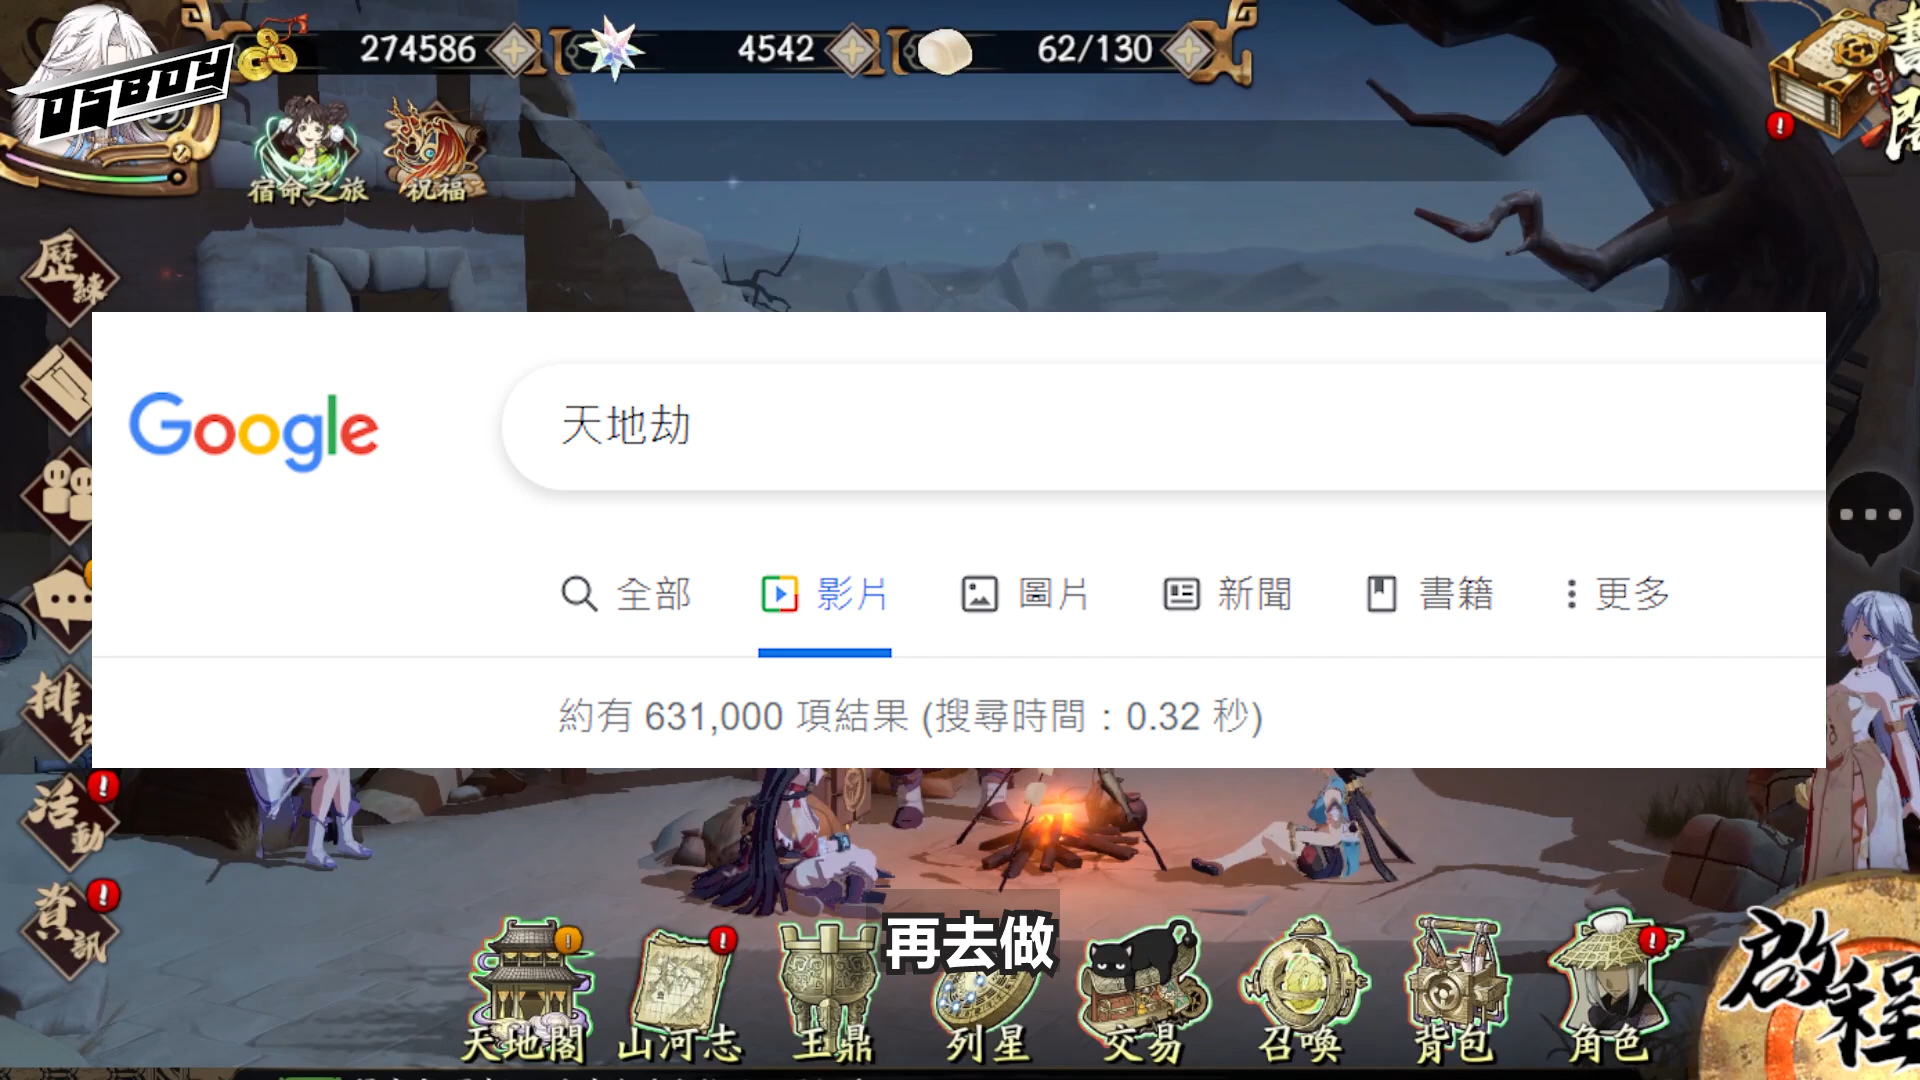 274586
4542
62/130
OSBOY
宿命之旅
祝福
歷練
Google
天地劫
全部
影片
圖片
新聞
書籍
更多
約有 631,000 項結果 (搜尋時間：0.32 秒)
排行
活動
資訊
再去做
啟程
天地閣
山河志
王鼎
列星
交易
召喚
背包
角色